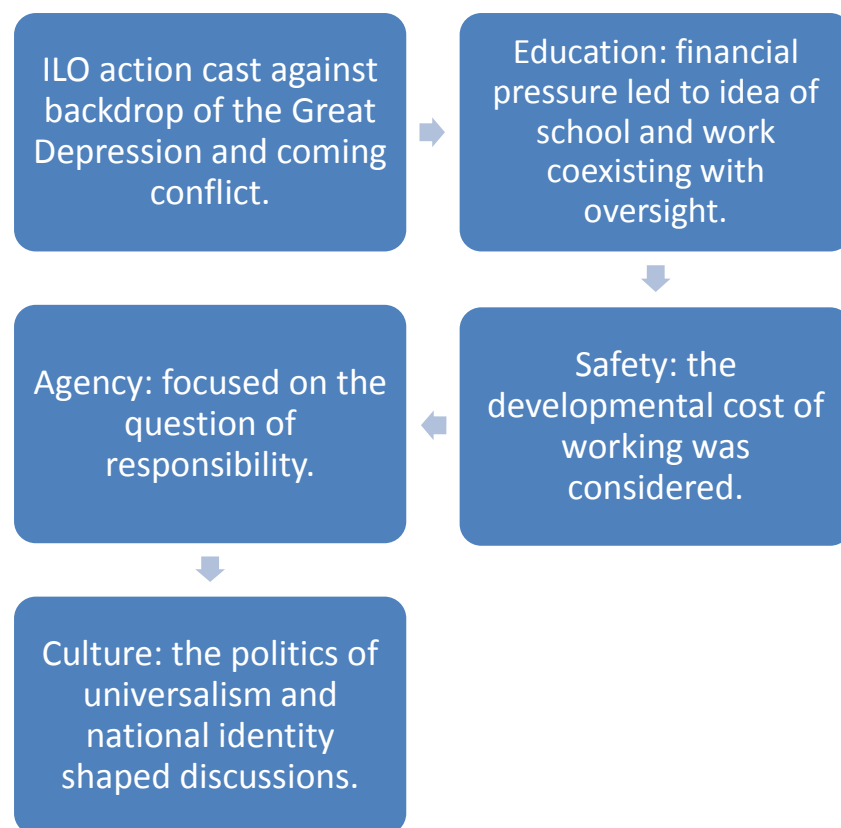 ILO action cast against
backdrop of the Great
Depression and coming
conflict.
Education: financial
pressure led to idea of
school and work
coexisting with
oversight.
Safety: the
developmental cost of
working was
considered.
Agency: focused on the
question of
responsibility.
Culture: the politics of
universalism and
national identity
shaped discussions.